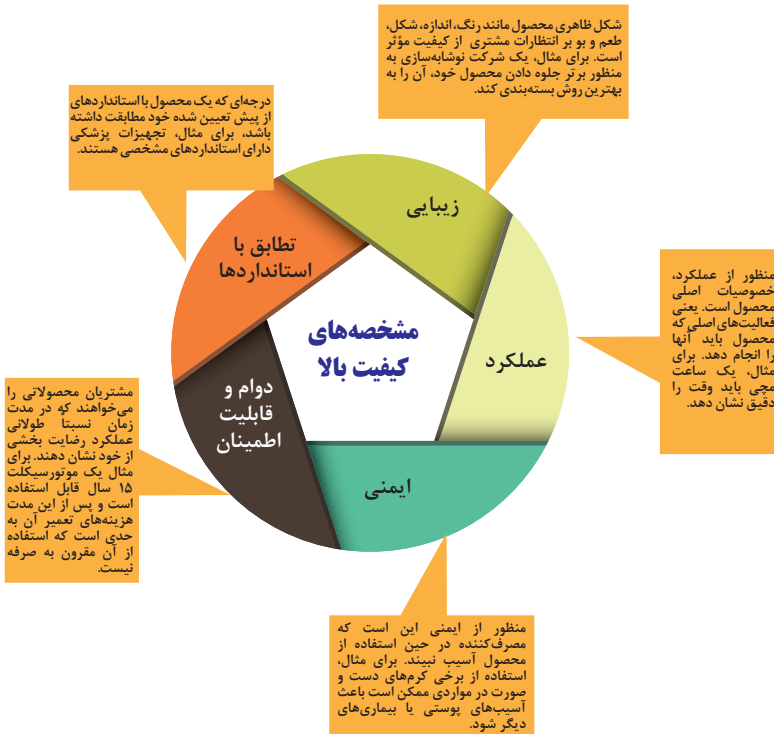 شکل ظاهری محصول مانند رنگ، اندازه، شکل،
طعم و بو بر انتظارات مشتری از کیفیت مؤثر
است. برای مثال، یک شرکت نوشابه‌سازی به
منظور برتر جلوه دادن محصول خود، آن را به
بهترین روش بسته‌بندی کند.
درجه‌ای که یک محصول با استانداردهای
از پیش تعیین شده خود مطابقت داشته
باشد، برای مثال، تجهیزات پزشکی
دارای استانداردهای مشخصی هستند.
زیبایی
تطابق با
استانداردها
مشخصه‌های
کیفیت بالا
عملکرد
منظور از عملکرد،
خصوصیات اصلی
محصول است. یعنی
فعالیت‌های اصلی که
محصول باید آنها
را انجام دهد. برای
مثال، یک ساعت
مچی باید وقت را
دقیق نشان دهد.
دوام و
قابلیت
اطمینان
مشتریان محصولاتی را
می‌خواهند که در مدت
زمان نسبتاً طولانی
عملکرد رضایت بخشی
از خود نشان دهند. برای
مثال یک موتورسیکلت
۱۵ سال قابل استفاده
است و پس از این مدت
هزینه‌های تعمیر آن به
حدی است که استفاده
از آن مقرون به صرفه
نیست.
ایمنی
منظور از ایمنی این است که
مصرف‌کننده در حین استفاده از
محصول آسیب نبیند. برای مثال،
استفاده از برخی کرم‌های دست و
صورت در مواردی ممکن است باعث
آسیب‌های پوستی یا بیماری‌های
دیگر شود.